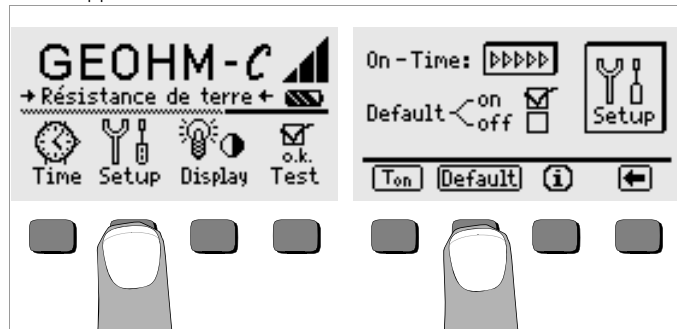 GEOHM-C
Résistance de terre
Time Setup Display o.k. Test
On-Time:
Default on
off
Setup
Ton Default i